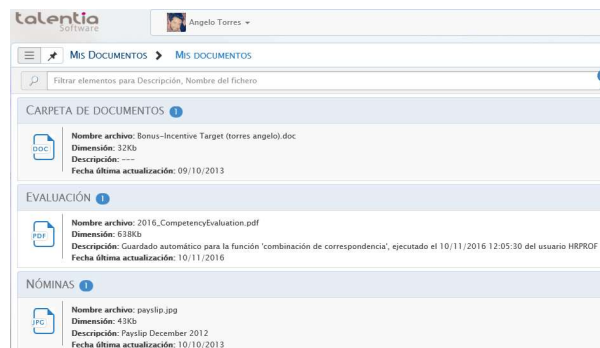 talentia
Software
Angelo Torres
MIS DOCUMENTOS > MIS DOCUMENTOS
Filtrar elementos para Descripción, Nombre del fichero
CARPETA DE DOCUMENTOS 1
DOC
Nombre archivo: Bonus-Incentive Target (torres angelo).doc
Dimensión: 32Kb
Descripción: ---
Fecha última actualización: 09/10/2013
EVALUACIÓN 1
PDF
Nombre archivo: 2016_CompetencyEvaluation.pdf
Dimensión: 638Kb
Descripción: Guardado automático para la función 'combinación de correspondencia', ejecutado el 10/11/2016 12:05:30 del usuario HRPROF
Fecha última actualización: 10/11/2016
NÓMINAS 1
JPG
Nombre archivo: payslip.jpg
Dimensión: 43Kb
Descripción: Payslip December 2012
Fecha última actualización: 10/10/2013